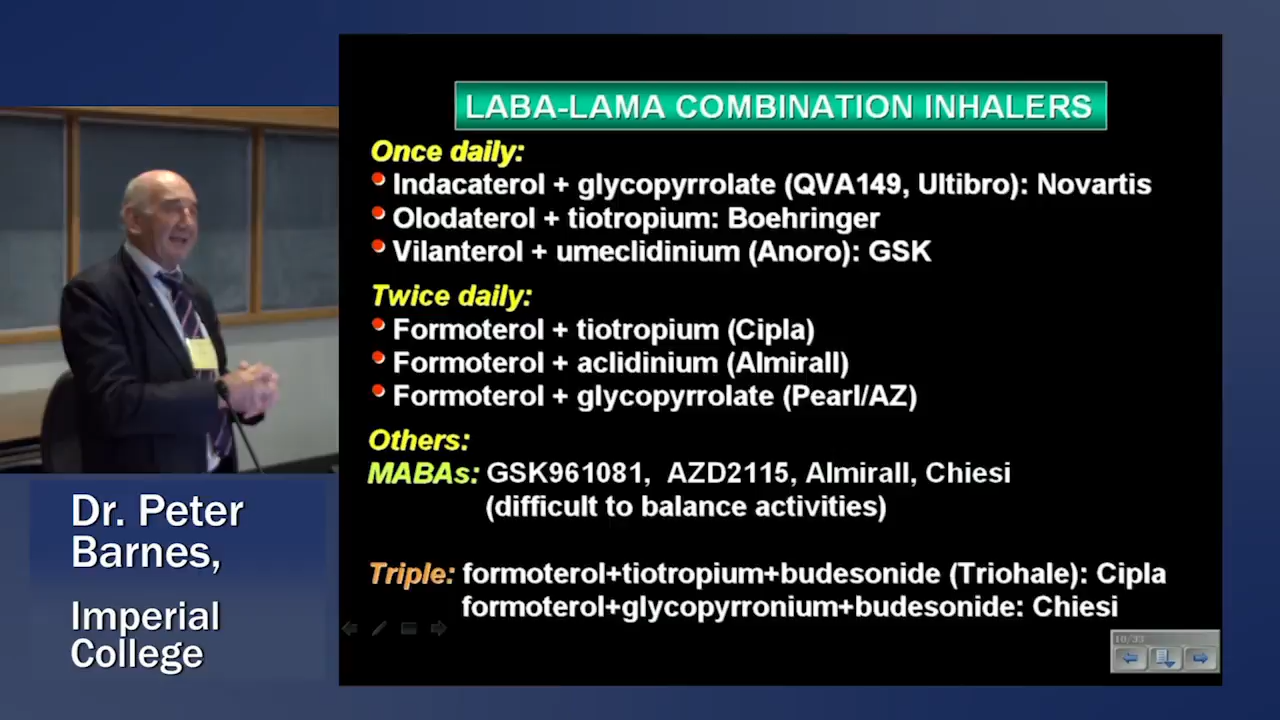 LABA-LAMA COMBINATION INHALERS
Once daily:
Indacaterol + glycopyrrolate (QVA149, Ultibro): Novartis
Olodaterol + tiotropium: Boehringer
Vilanterol + umeclidinium (Anoro): GSK
Twice daily:
Formoterol + tiotropium (Cipla)
Formoterol + aclidinium (Almirall)
Formoterol + glycopyrrolate (Pearl/AZ)
Others:
MABAs: GSK961081, AZD2115, Almirall, Chiesi
(difficult to balance activities)
Triple: formoterol+tiotropium+budesonide (Triohale): Cipla
formoterol+glycopyrronium+budesonide: Chiesi
10/33
Dr. Peter
Barnes,
Imperial
College